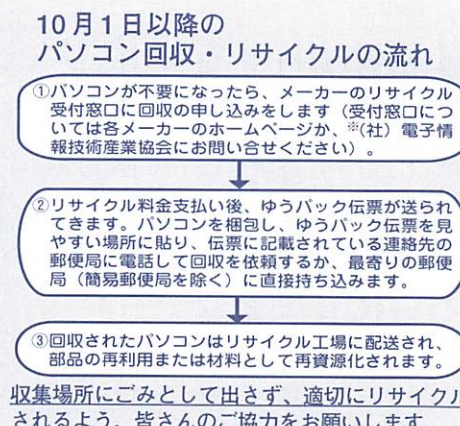 10月1日以降の
パソコン回収・リサイクルの流れ
①パソコンが不要になったら、メーカーのリサイクル
受付窓口に回収の申し込みをします（受付窓口につ
いては各メーカーのホームページか、※(社) 電子情
報技術産業協会にお問い合せください）。
②リサイクル料金支払い後、ゆうパック伝票が送られ
てきます。パソコンを梱包し、ゆうパック伝票を見
やすい場所に貼り、伝票に記載されている連絡先の
郵便局に電話して回収を依頼するか、最寄りの郵便
局（簡易郵便局を除く）に直接持ち込みます。
③回収されたパソコンはリサイクル工場に配送され、
部品の再利用または材料として再資源化されます。
収集場所にごみとして出さず、適切にリサイクル
されるよう、皆さんのご協力をお願いします